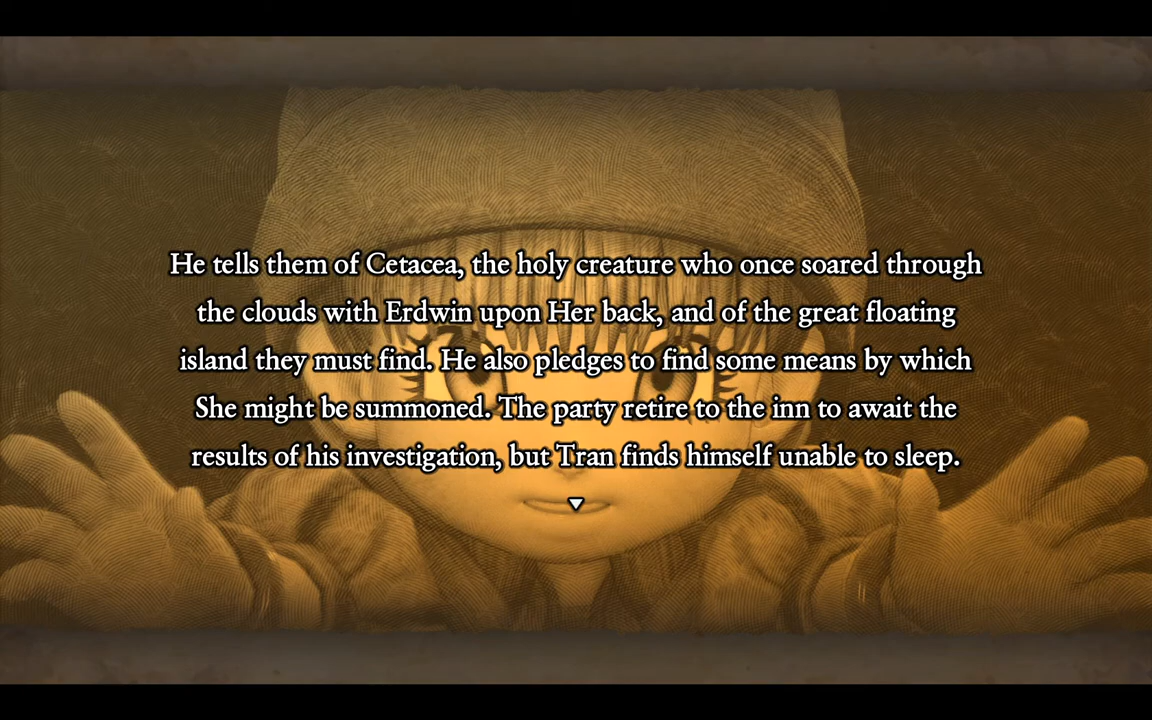 He tells them of Cetacea, the holy creature who once soared through
the clouds with Erdwin upon Her back, and of the great floating
island they must find. He also pledges to find some means by which
She might be summoned. The party retire to the inn to await the
results of his investigation, but Tran finds himself unable to sleep.